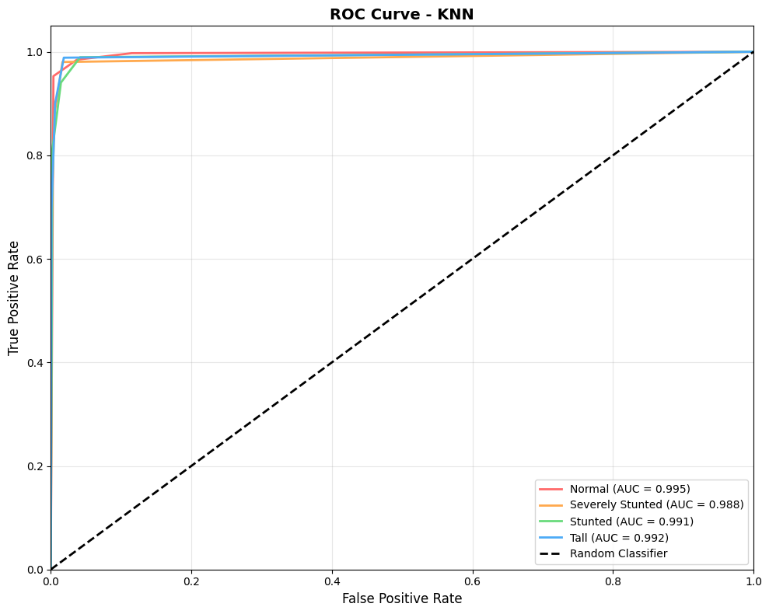 ROC Curve - KNN
True Positive Rate
1.0
0.8
0.6
0.4
0.2
0.0
0.0 0.2 0.4 0.6 0.8 1.0
False Positive Rate
Normal (AUC = 0.995)
Severely Stunted (AUC = 0.988)
Stunted (AUC = 0.991)
Tall (AUC = 0.992)
Random Classifier